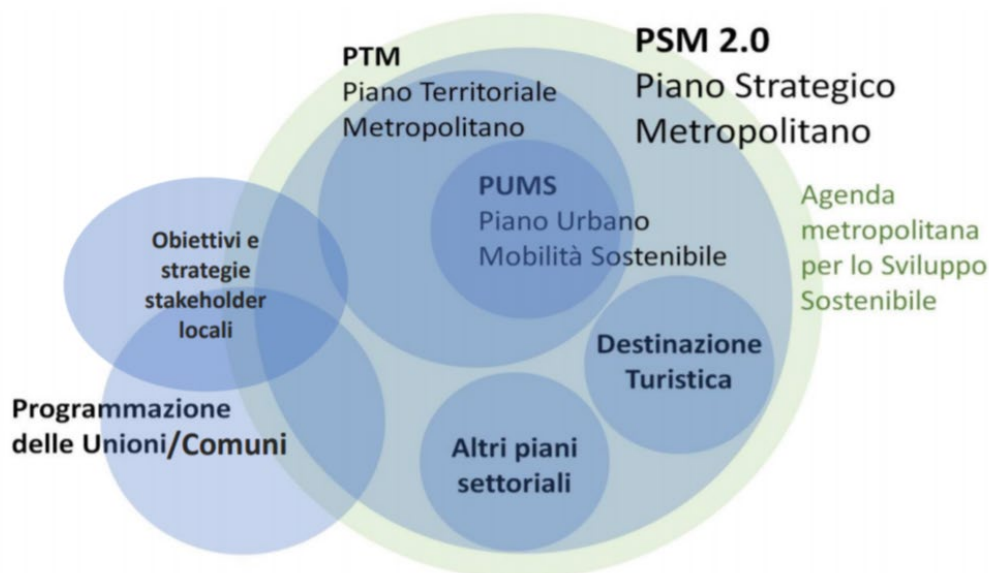 PTM
Piano Territoriale
Metropolitano
PSM 2.0
Piano Strategico
Metropolitano
PUMS
Piano Urbano
Mobilità Sostenibile
Agenda
metropolitana
per lo Sviluppo
Sostenibile
Obiettivi e
strategie
stakeholder
locali
Destinazione
Turistica
Programmazione
delle Unioni/Comuni
Altri piani
settoriali